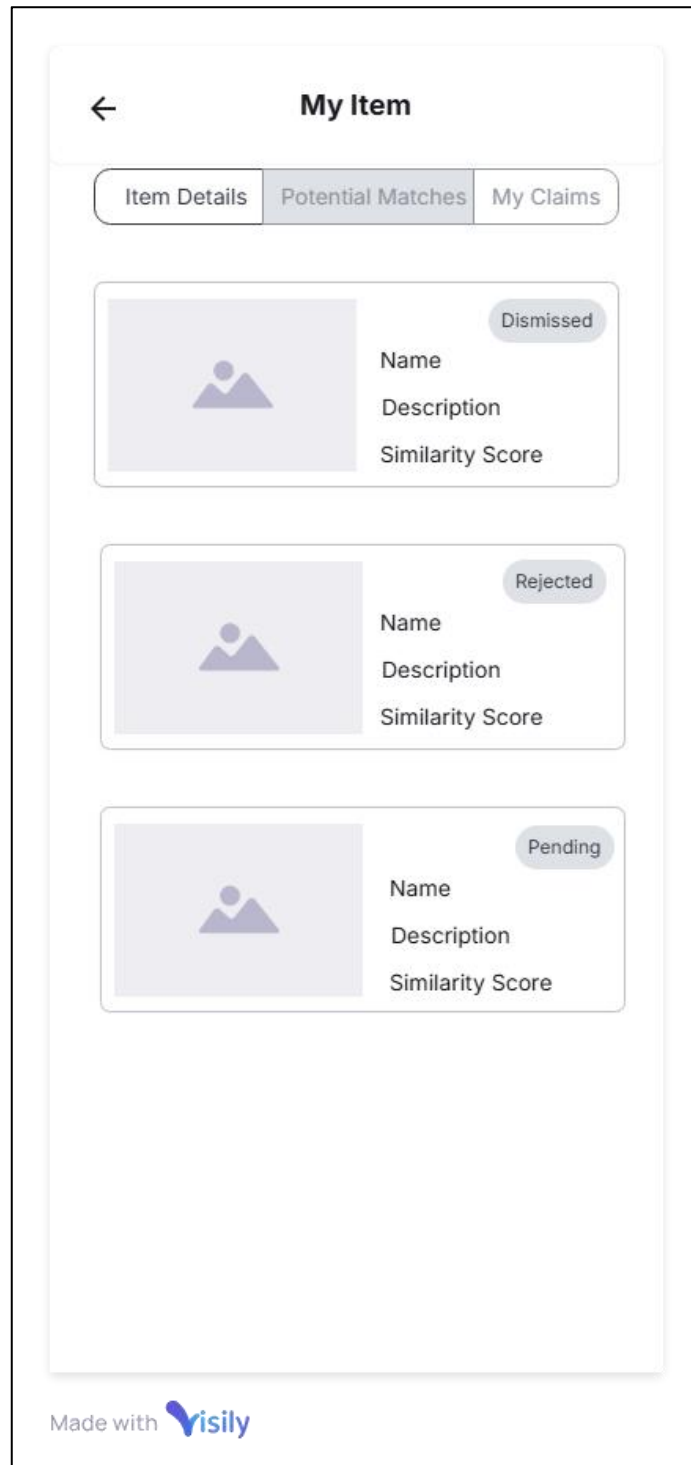 My Item
Item Details Potential Matches My Claims
Dismissed
Name
Description
Similarity Score
Rejected
Name
Description
Similarity Score
Pending
Name
Description
Similarity Score
Made with Visily